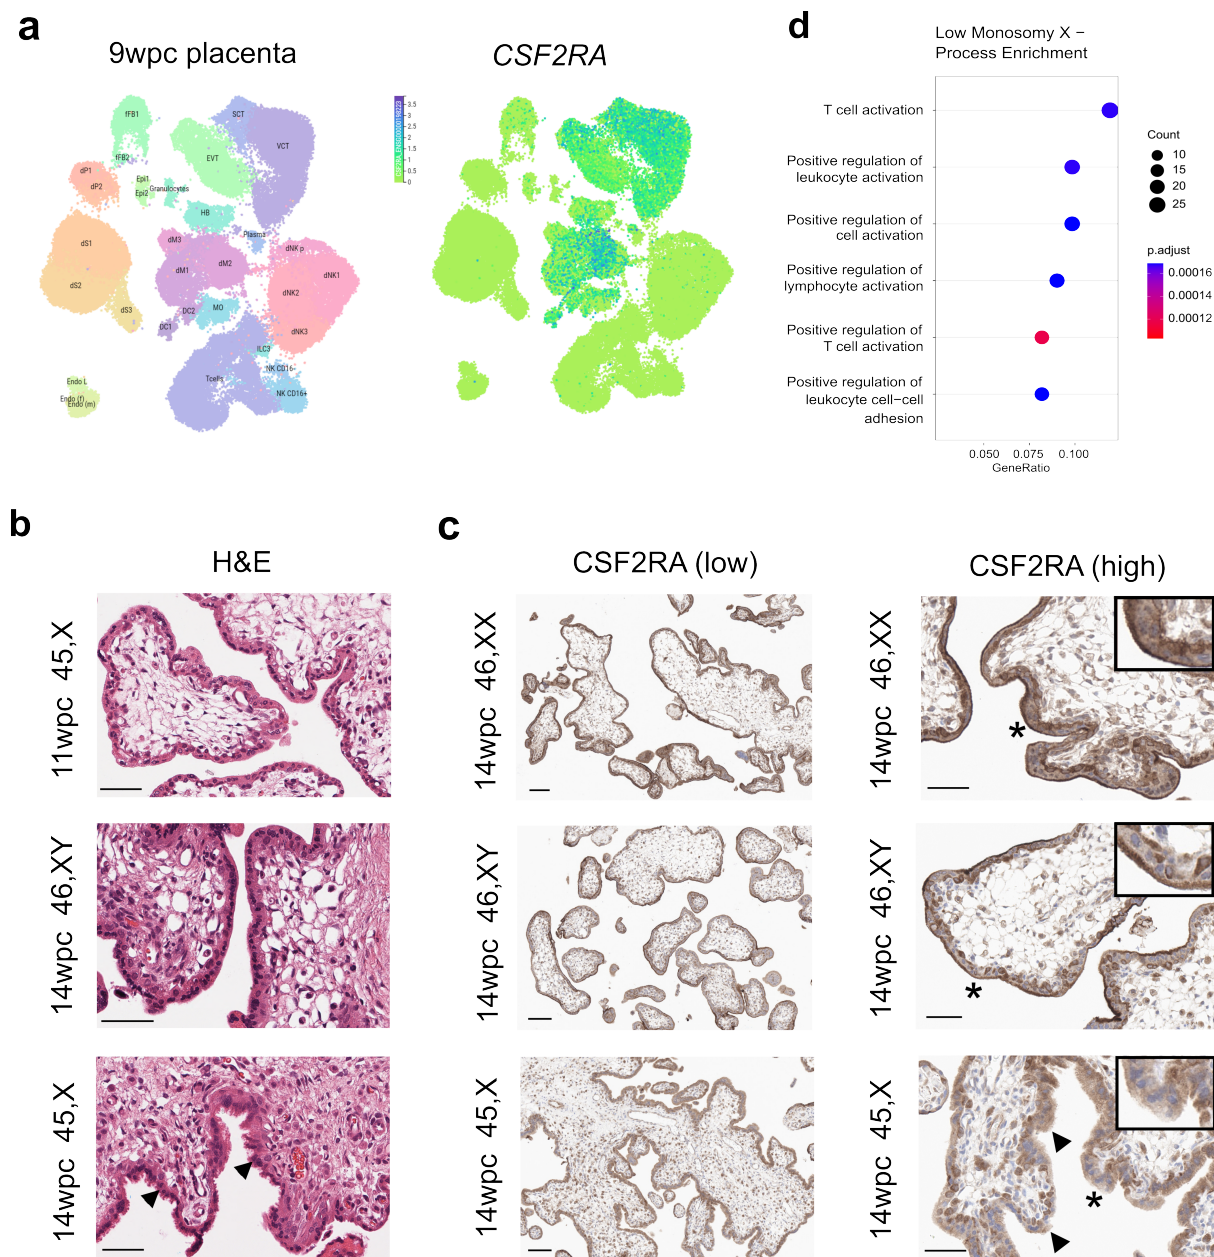 a
9wpc placenta
CSF2RA
fFB1
fFB2
SCT
VCT
EVT
dP1
dP2
Epi1
Epi2
Granulocytes
HB
Plasma
dS1
dS2
dS3
dM3
dM1
dM2
dNK p
dNK1
dNK2
dNK3
DC2
DC1
MO
ILC3
NK CD16-
NK CD16+
Tcells
Endo L
Endo (f)
Endo (m)
3.5
3
2.5
2
1.5
1
0.5
0
d
Low Monosomy X –
Process Enrichment
T cell activation
Positive regulation of
leukocyte activation
Positive regulation of
cell activation
Positive regulation of
lymphocyte activation
Positive regulation of
T cell activation
Positive regulation of
leukocyte cell–cell
adhesion
0.050
0.075
0.100
GeneRatio
Count
10
15
20
25
p.adjust
0.00016
0.00014
0.00012
b
H&E
11wpc 45,X
14wpc 46,XY
14wpc 45,X
c
CSF2RA (low)
CSF2RA (high)
14wpc 46,XX
14wpc 46,XX
*
14wpc 46,XY
14wpc 46,XY
*
14wpc 45,X
14wpc 45,X
*